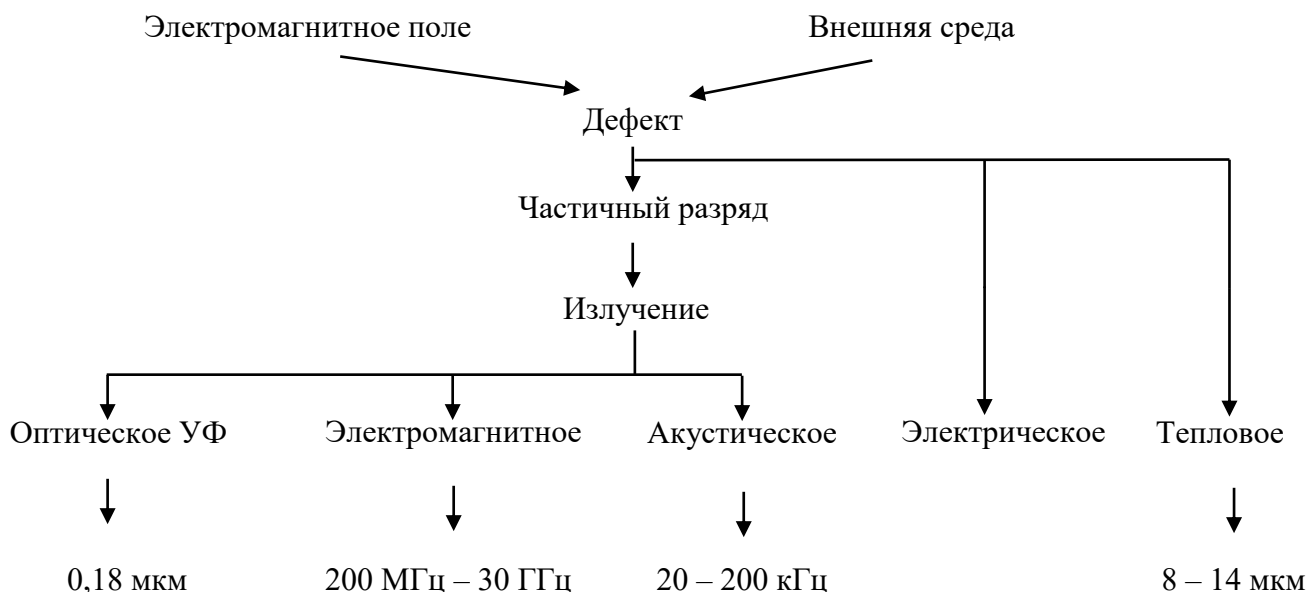 Электромагнитное поле Внешняя среда
Дефект
Частичный разряд
Излучение
Оптическое УФ Электромагнитное Акустическое Электрическое Тепловое
0,18 мкм 200 МГц – 30 ГГц 20 – 200 кГц 8 – 14 мкм